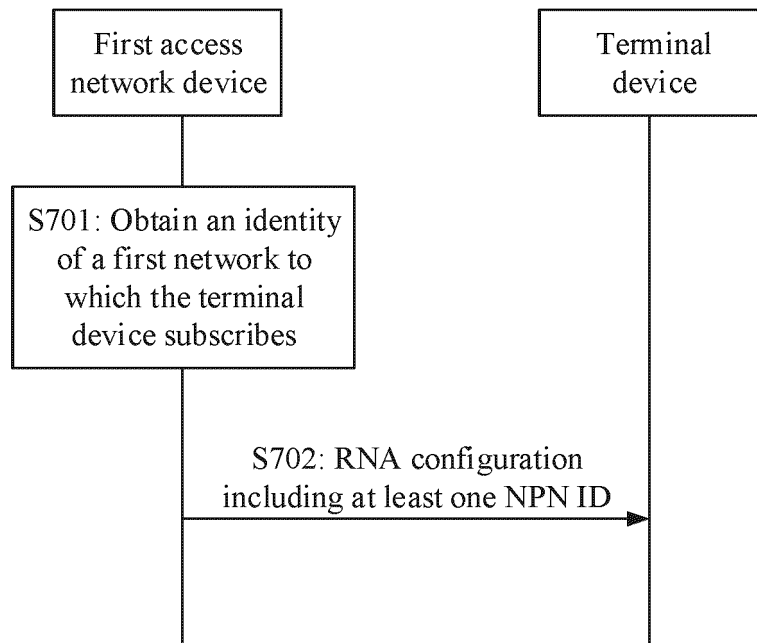 First access
network device
Terminal
device
S701: Obtain an identity
of a first network to
which the terminal
device subscribes
S702: RNA configuration
including at least one NPN ID